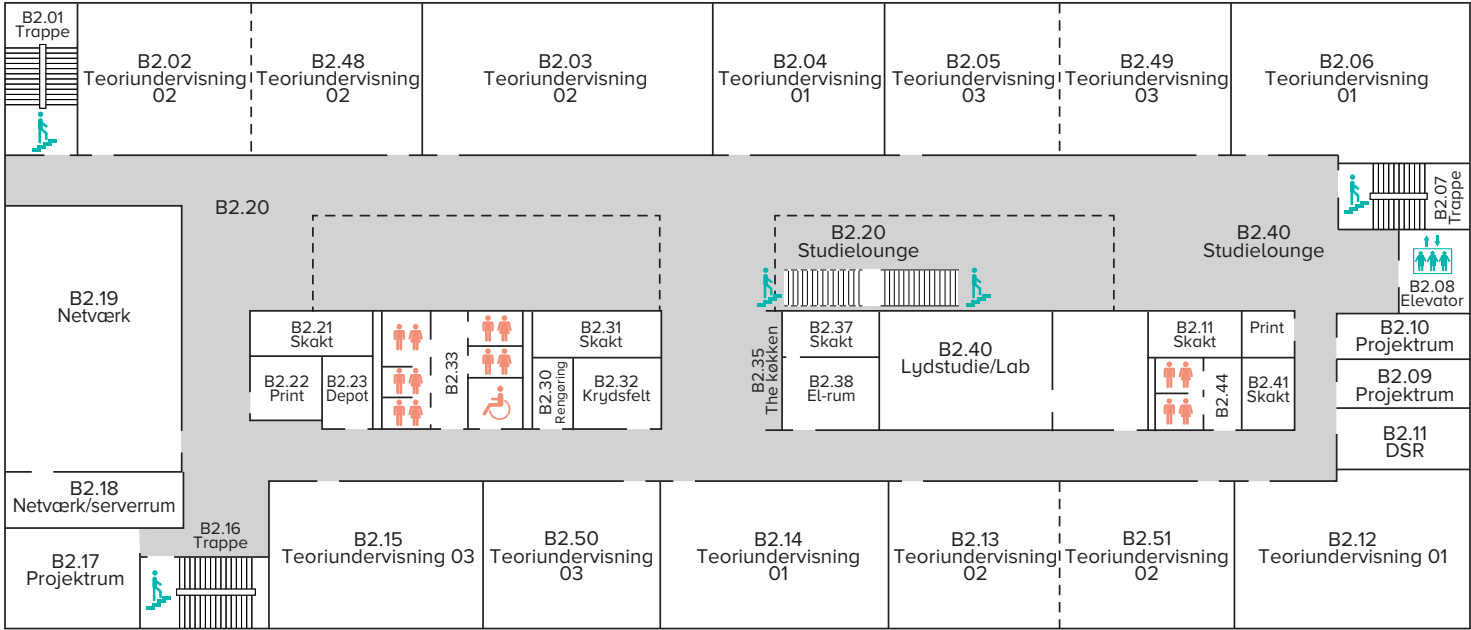 B2.01
Trappe
B2.02
Teoriundervisning
02
B2.48
Teoriundervisning
02
B2.03
Teoriundervisning
02
B2.04
Teoriundervisning
01
B2.05
Teoriundervisning
03
B2.49
Teoriundervisning
03
B2.06
Teoriundervisning
01
B2.07
Trappe
B2.20
B2.20
Studielounge
B2.40
Studielounge
B2.08
Elevator
B2.19
Netværk
B2.21
Skakt
B2.22
Print
B2.23
Depot
B2.33
B2.31
Skakt
B2.30
Rengøring
B2.32
Krydsfelt
B2.35
The køkken
B2.37
Skakt
B2.38
El-rum
B2.40
Lydstudie/Lab
B2.11
Skakt
Print
B2.44
B2.41
Skakt
B2.10
Projektrum
B2.09
Projektrum
B2.11
DSR
B2.18
Netværk/serverrum
B2.17
Projektrum
B2.16
Trappe
B2.15
Teoriundervisning 03
B2.50
Teoriundervisning
03
B2.14
Teoriundervisning
01
B2.13
Teoriundervisning
02
B2.51
Teoriundervisning
02
B2.12
Teoriundervisning 01